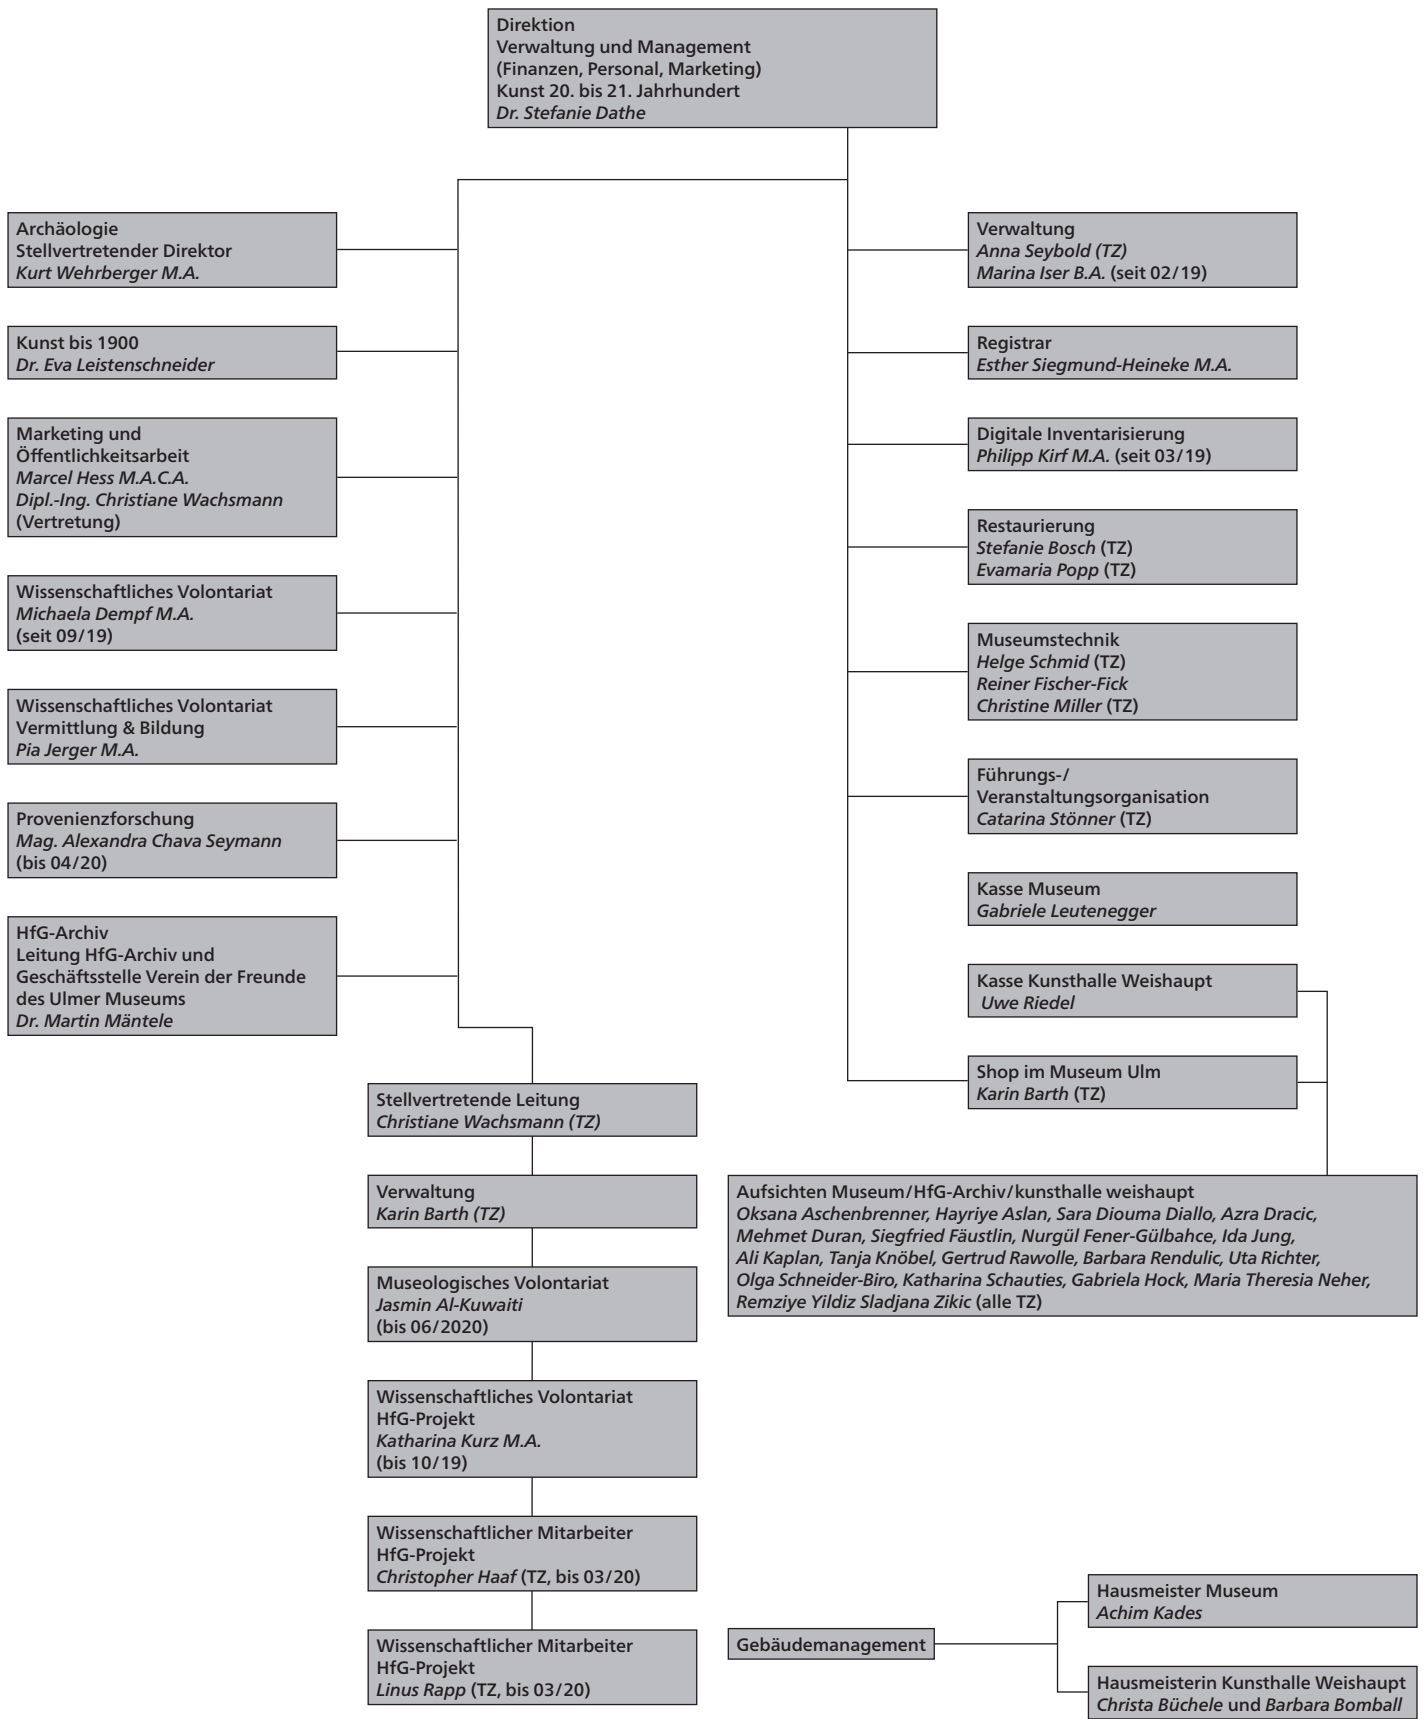 Direktion
Verwaltung und Management
(Finanzen, Personal, Marketing)
Kunst 20. bis 21. Jahrhundert
Dr. Stefanie Dathe
Archäologie
Stellvertretender Direktor
Kurt Wehrberger M.A.
Kunst bis 1900
Dr. Eva Leistenschneider
Marketing und
Öffentlichkeitsarbeit
Marcel Hess M.A.C.A.
Dipl.-Ing. Christiane Wachsmann
(Vertretung)
Wissenschaftliches Volontariat
Michaela Dempf M.A.
(seit 09/19)
Wissenschaftliches Volontariat
Vermittlung & Bildung
Pia Jerger M.A.
Provenienzforschung
Mag. Alexandra Chava Seymann
(bis 04/20)
HfG-Archiv
Leitung HfG-Archiv und
Geschäftsstelle Verein der Freunde
des Ulmer Museums
Dr. Martin Mäntele
Stellvertretende Leitung
Christiane Wachsmann (TZ)
Verwaltung
Karin Barth (TZ)
Museologisches Volontariat
Jasmin Al-Kuwaiti
(bis 06/2020)
Wissenschaftliches Volontariat
HfG-Projekt
Katharina Kurz M.A.
(bis 10/19)
Wissenschaftlicher Mitarbeiter
HfG-Projekt
Christopher Haaf (TZ, bis 03/20)
Wissenschaftlicher Mitarbeiter
HfG-Projekt
Linus Rapp (TZ, bis 03/20)
Verwaltung
Anna Seybold (TZ)
Marina Iser B.A. (seit 02/19)
Registrar
Esther Siegmund-Heineke M.A.
Digitale Inventarisierung
Philipp Kirf M.A. (seit 03/19)
Restaurierung
Stefanie Bosch (TZ)
Evamaria Popp (TZ)
Museumstechnik
Helge Schmid (TZ)
Reiner Fischer-Fick
Christine Miller (TZ)
Führungs-/
Veranstaltungsorganisation
Catarina Stönner (TZ)
Kasse Museum
Gabriele Leutenegger
Kasse Kunsthalle Weishaupt
Uwe Riedel
Shop im Museum Ulm
Karin Barth (TZ)
Aufsichten Museum/HfG-Archiv/kunsthalle weishaupt
Oksana Aschenbrenner, Hayriye Aslan, Sara Diouma Diallo, Azra Dracic,
Mehmet Duran, Siegfried Fäustlin, Nurgül Fener-Gülbahce, Ida Jung,
Ali Kaplan, Tanja Knöbel, Gertrud Rawolle, Barbara Rendulic, Uta Richter,
Olga Schneider-Biro, Katharina Schauties, Gabriela Hock, Maria Theresia Neher,
Remziye Yildiz Sladjana Zikic (alle TZ)
Gebäudemanagement
Hausmeister Museum
Achim Kades
Hausmeisterin Kunsthalle Weishaupt
Christa Büchele und Barbara Bomball